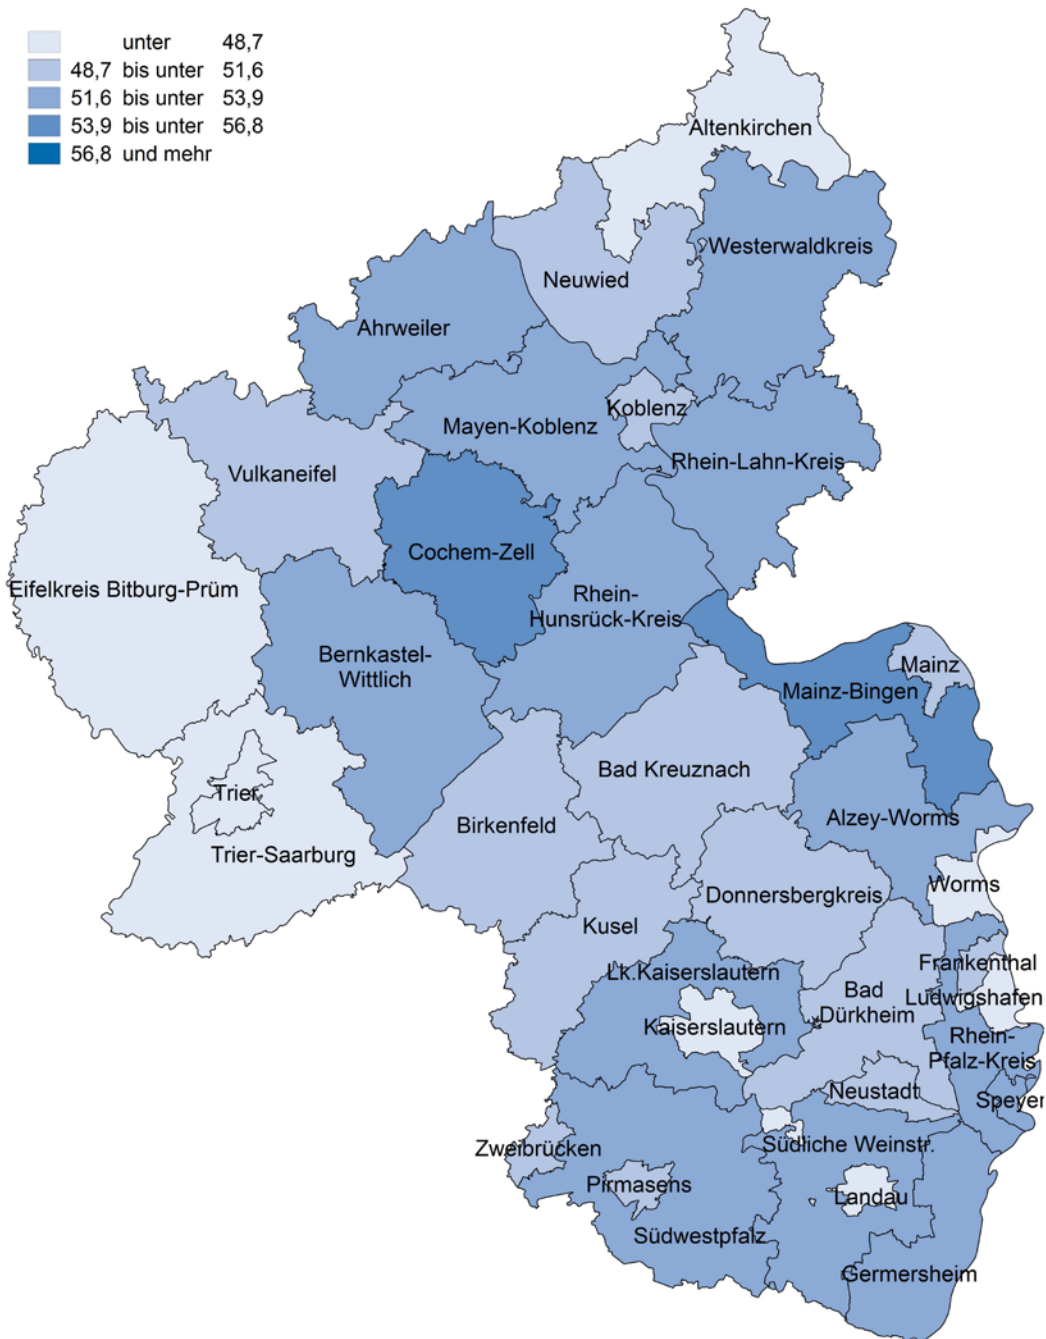 unter 48,7
48,7 bis unter 51,6
51,6 bis unter 53,9
53,9 bis unter 56,8
56,8 und mehr
Altenkirchen
Westerwaldkreis
Neuwied
Ahrweiler
Koblenz
Mayen-Koblenz
Rhein-Lahn-Kreis
Vulkaneifel
Cochem-Zell
Eifelkreis Bitburg-Prüm
Rhein-
Hunsrück-Kreis
Bernkastel-
Wittlich
Mainz
Mainz-Bingen
Bad Kreuznach
Trier
Birkenfeld
Alzey-Worms
Trier-Saarburg
Worms
Donnersbergkreis
Kusel
Frankenthal
Lk.Kaiserslautern
Bad
Dürkheim
Ludwigshafen
Kaiserslautern
Rhein-
Pfalz-Kreis
Neustadt
Speyer
Zweibrücken
Südliche Weinstr.
Pirmasens
Landau
Südwestpfalz
Germersheim